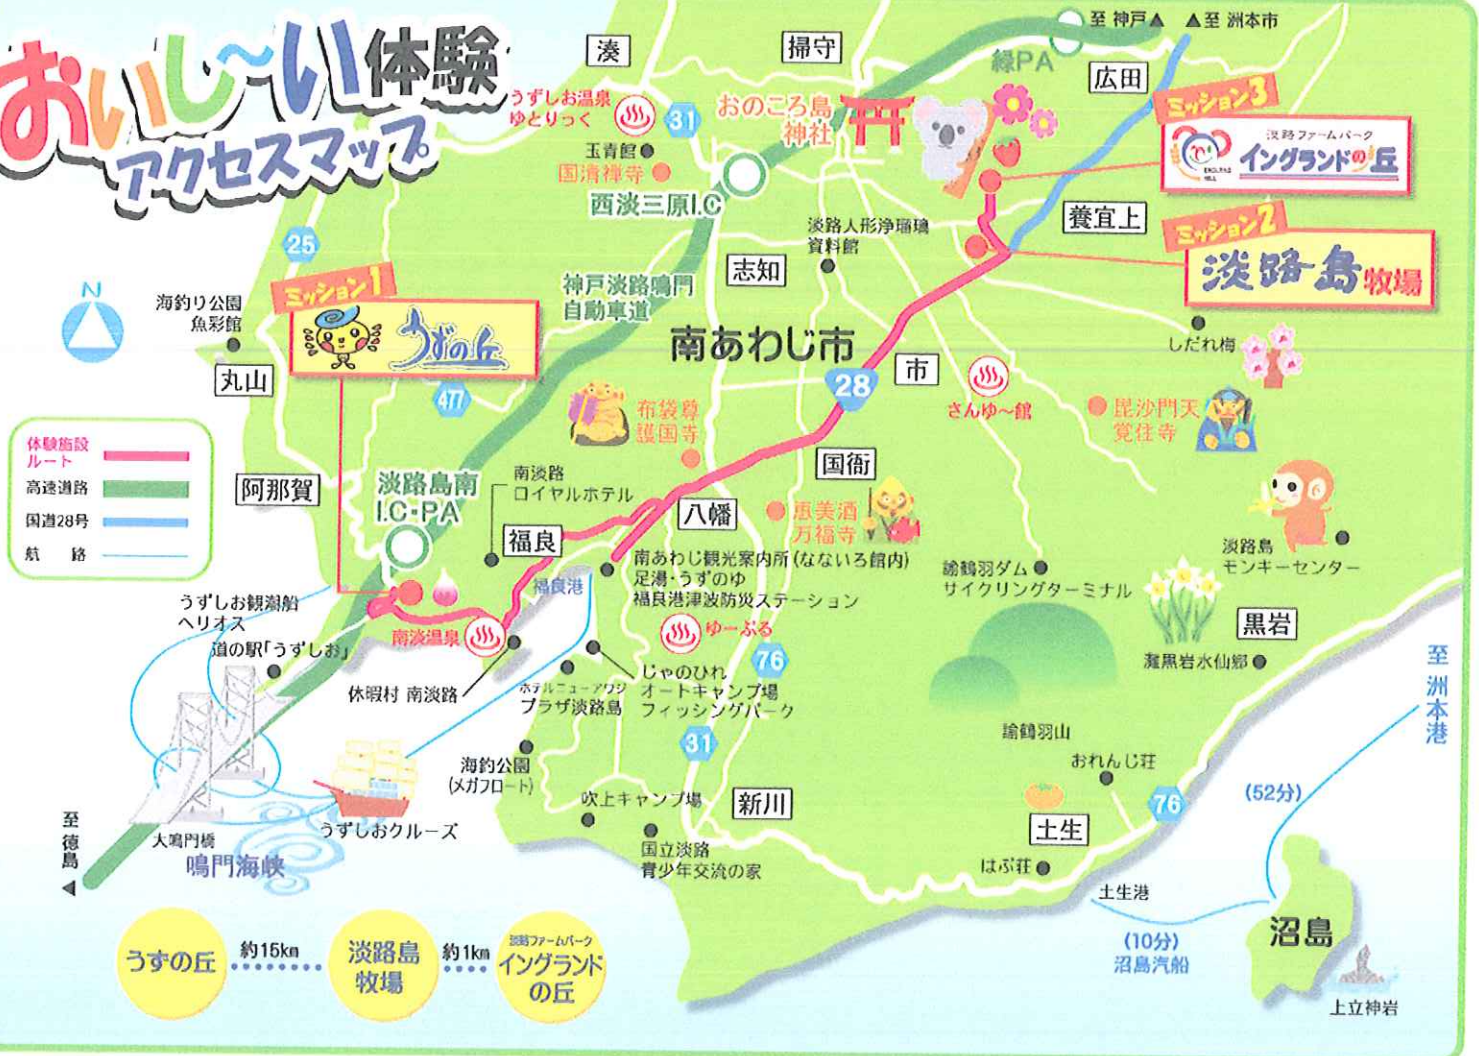 おいし～い体験
アクセスマップ
至 神戸▲
▲至 洲本市
緑PA
湊
掃守
広田
うずしお温泉
ゆとりっく
31
おのころ島
神社
ミッション3
淡路ファームパーク
イングランドの丘
ENGLAND
HILL
玉青館
国清禅寺
西淡三原I.C
淡路人形浄瑠璃
資料館
養宜上
ミッション2
淡路島牧場
25
志知
神戸淡路鳴門
自動車道
N
海釣り公園
魚彩館
ミッション1
うずの丘
南あわじ市
しだれ梅
丸山
477
28
市
さんゆ～館
布袋尊
護国寺
毘沙門天
覚住寺
体験施設
ルート
高速道路
国道28号
航 路
阿那賀
淡路島南
I.C・PA
南淡路
ロイヤルホテル
国衙
八幡
恵美酒
万福寺
福良
福良港
南あわじ観光案内所(なないろ館内)
足湯・うずのゆ
福良港津波防災ステーション
諭鶴羽ダム
サイクリングターミナル
淡路島
モンキーセンター
うずしお観潮船
ヘリオス
道の駅「うずしお」
南淡温泉
ゆーぷる
76
黒岩
灘黒岩水仙郷
休暇村 南淡路
ホテルニューアワジ
プラザ淡路島
じゃのひれ
オートキャンプ場
フィッシングパーク
至 洲本港
諭鶴羽山
31
海釣公園
(メガフロート)
おれんじ荘
76
(52分)
吹上キャンプ場
新川
土生
うずしおクルーズ
大鳴門橋
鳴門海峡
至徳島▲
国立淡路
青少年交流の家
はぶ荘
土生港
(10分)
沼島汽船
沼島
上立神岩
うずの丘
約15km
淡路島
牧場
約1km
淡路ファームパーク
イングランド
の丘